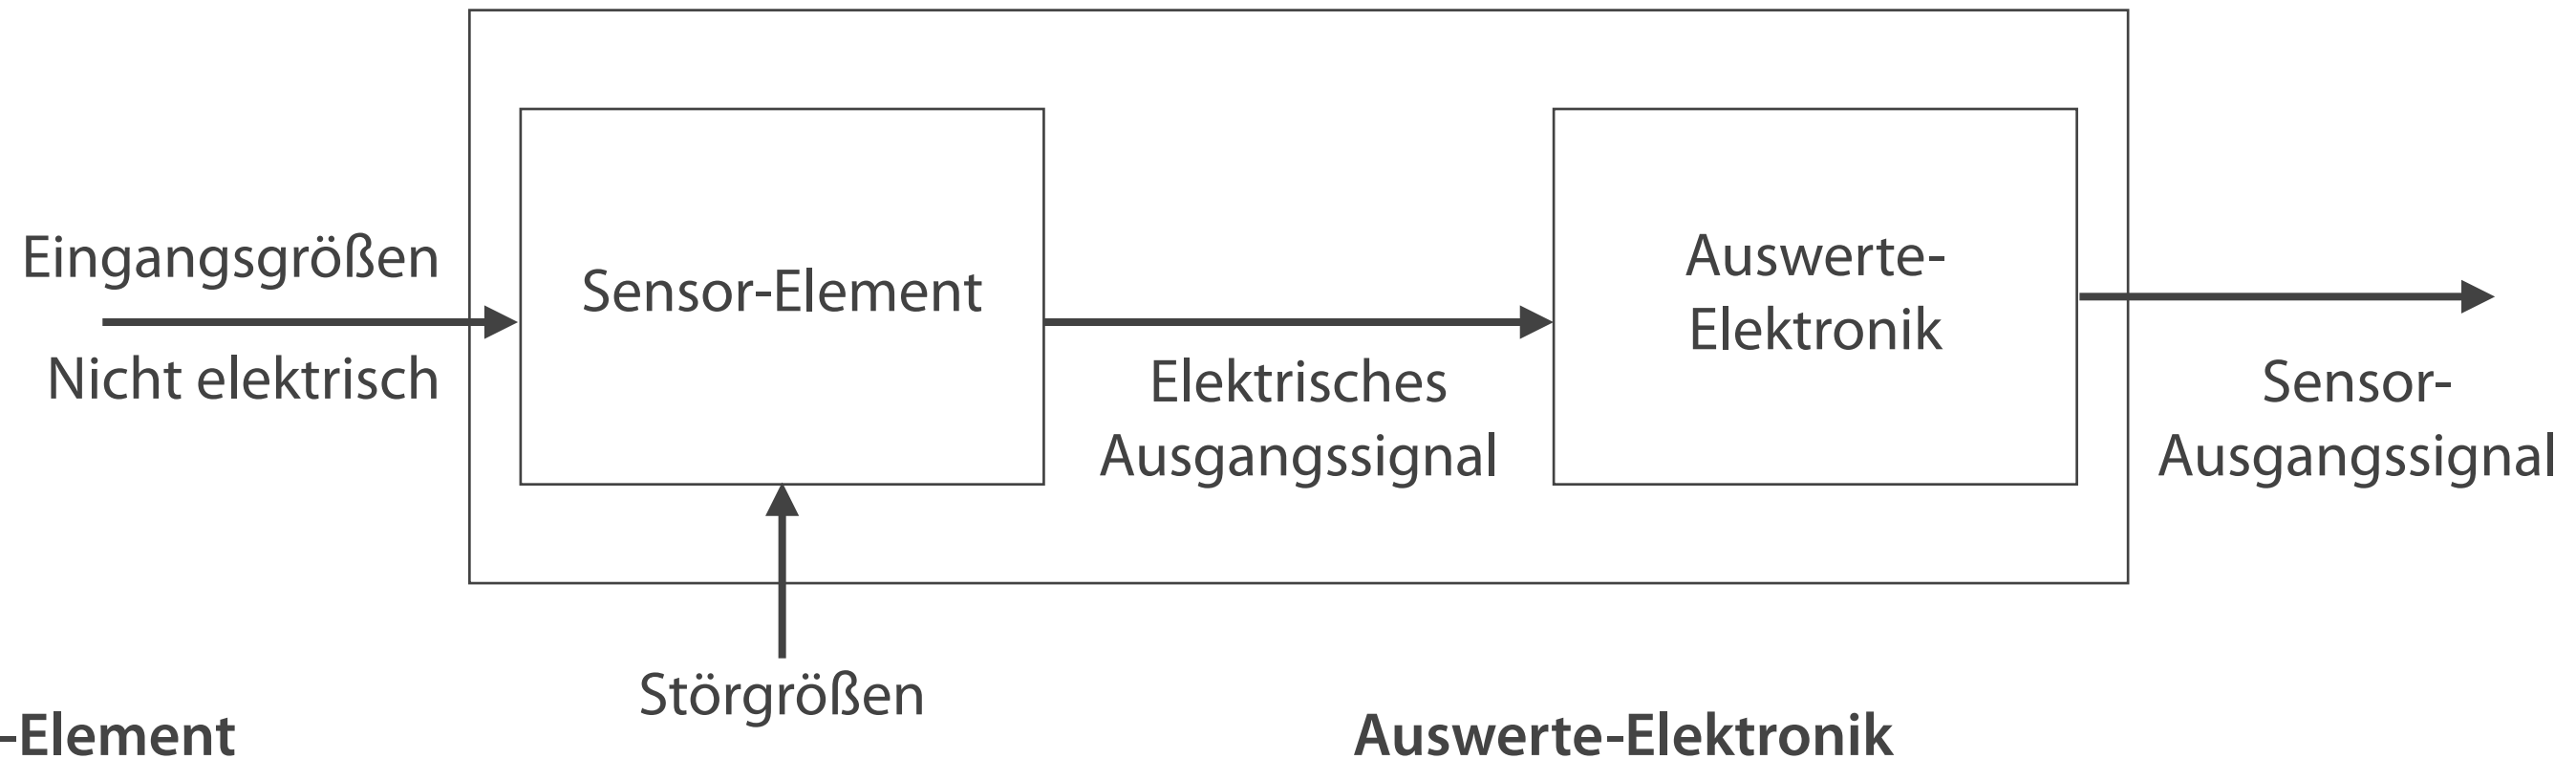 Eingangsgrößen
Nicht elektrisch
Sensor-Element
Elektrisches
Ausgangssignal
Auswerte-
Elektronik
Sensor-
Ausgangssignal
Störgrößen
-Element
Auswerte-Elektronik